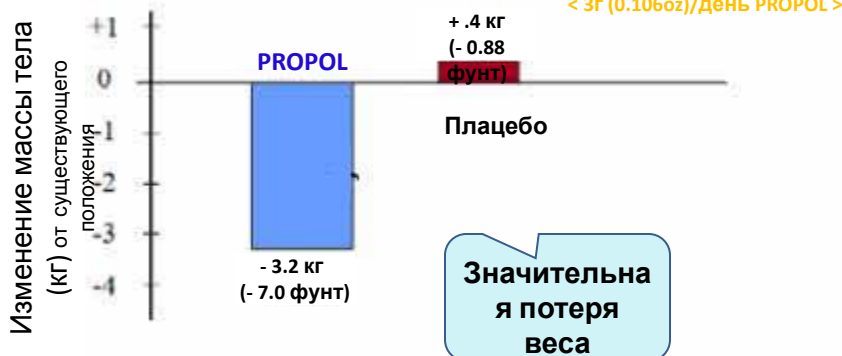 < 3г (0.106oz)/день PROPOL >
+ .4 кг
(- 0.88
фунт)
PROPOL
Плацебо
+1
0
-1
-2
-3
-4
Изменение массы тела
(кг) от существующего
положения
- 3.2 кг
(- 7.0 фунт)
Значительна
я потеря
веса